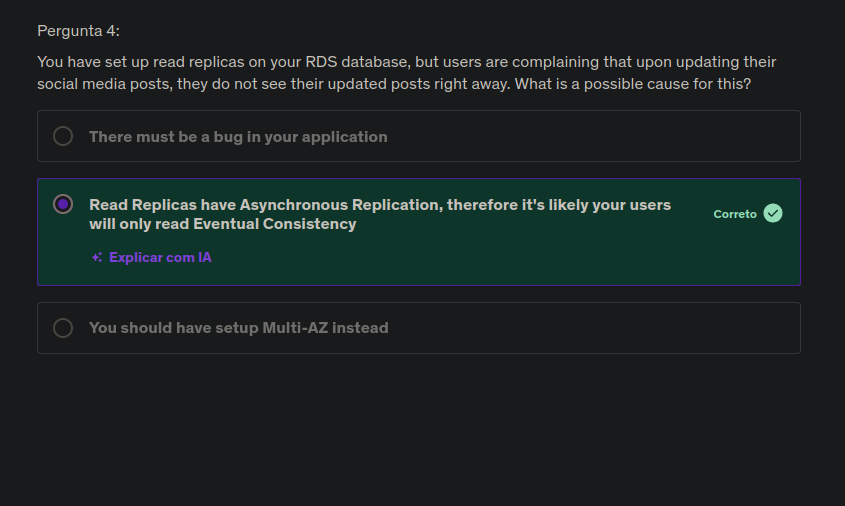 Pergunta 4:
You have set up read replicas on your RDS database, but users are complaining that upon updating their
social media posts, they do not see their updated posts right away. What is a possible cause for this?
There must be a bug in your application
Read Replicas have Asynchronous Replication, therefore it's likely your users
will only read Eventual Consistency
Correto
Explicar com IA
You should have setup Multi-AZ instead